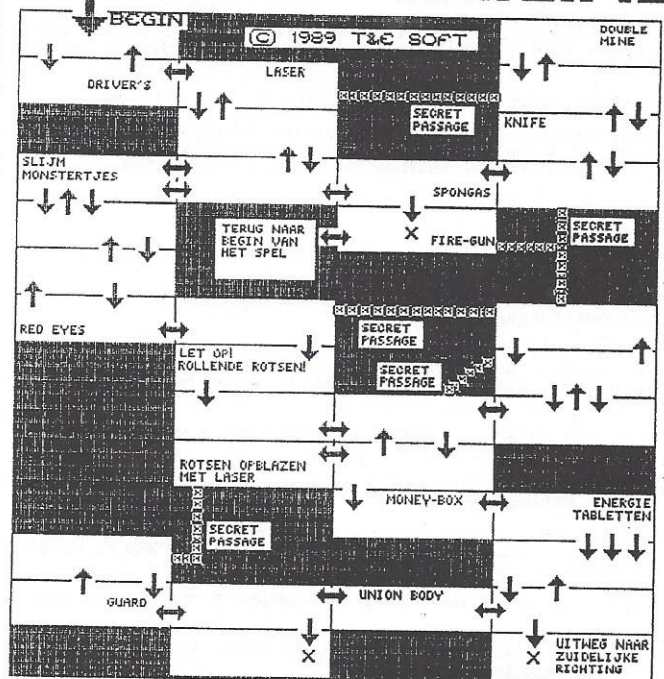 BEGIN
© 1989 T&E SOFT
DOUBLE
MINE
DRIVER'S
LASER
SECRET
PASSAGE
KNIFE
SLIJM
MONSTERTJES
SPONGAS
TERUG NAAR
BEGIN VAN
HET SPEL
FIRE-GUN
SECRET
PASSAGE
RED EYES
SECRET
PASSAGE
LET OP!
ROLLENDE ROTSEN!
SECRET
PASSAGE
ROTSEN OPBLAZEN
MET LASER
MONEY-BOX
ENERGIE
TABLETTEN
SECRET
PASSAGE
GUARD
UNION BODY
UITWEG NAAR
ZUIDELIJKE
RICHTING